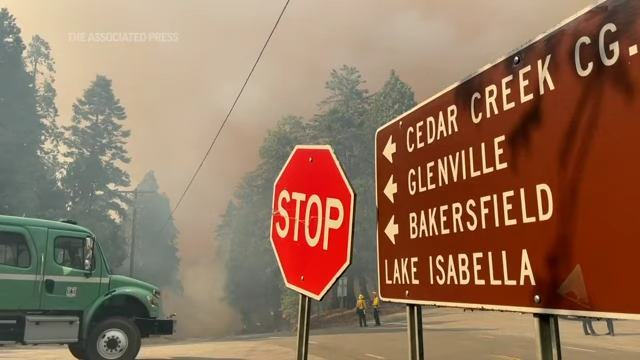 THE ASSOCIATED PRESS
STOP
CEDAR CREEK CG.
GLENVILLE
BAKERSFIELD
LAKE ISABELLA